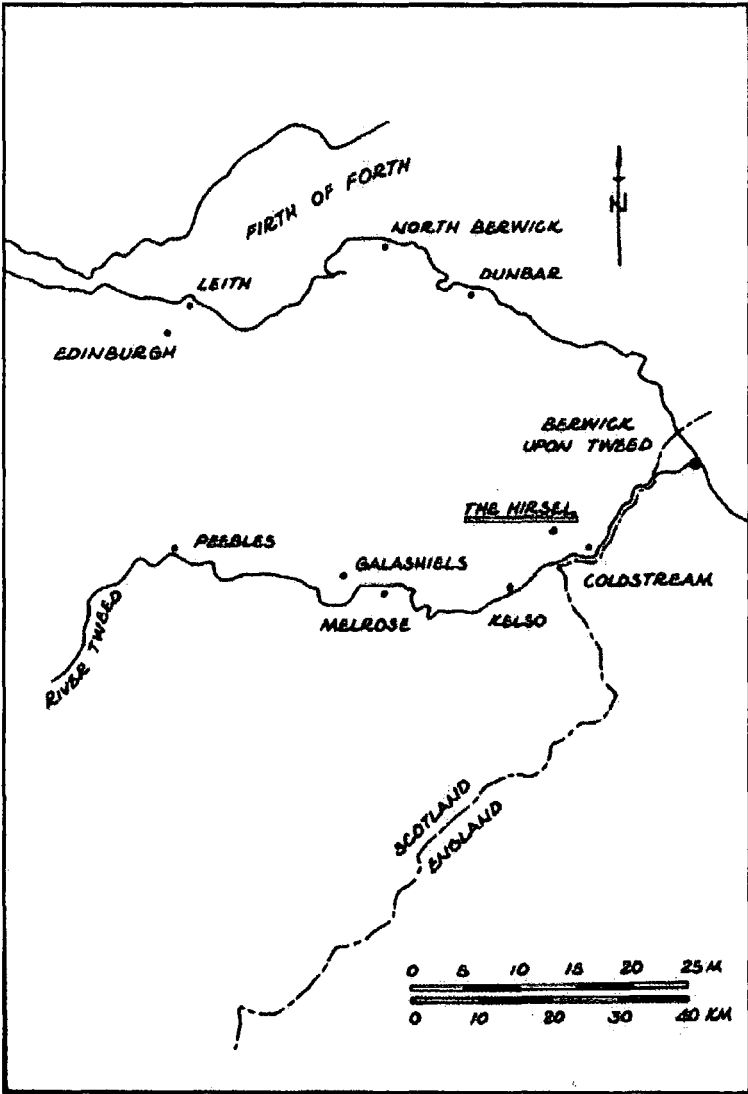 FIRTH OF FORTH
N
NORTH BERWICK
LEITH
DUNBAR
EDINBURGH
BERWICK
UPON TWEED
THE HIRSEL
PEEBLES
GALASHIELS
COLDSTREAM
MELROSE
KELSO
RIVER TWEED
SCOTLAND
ENGLAND
0 5 10 15 20 25 M
0 10 20 30 40 KM